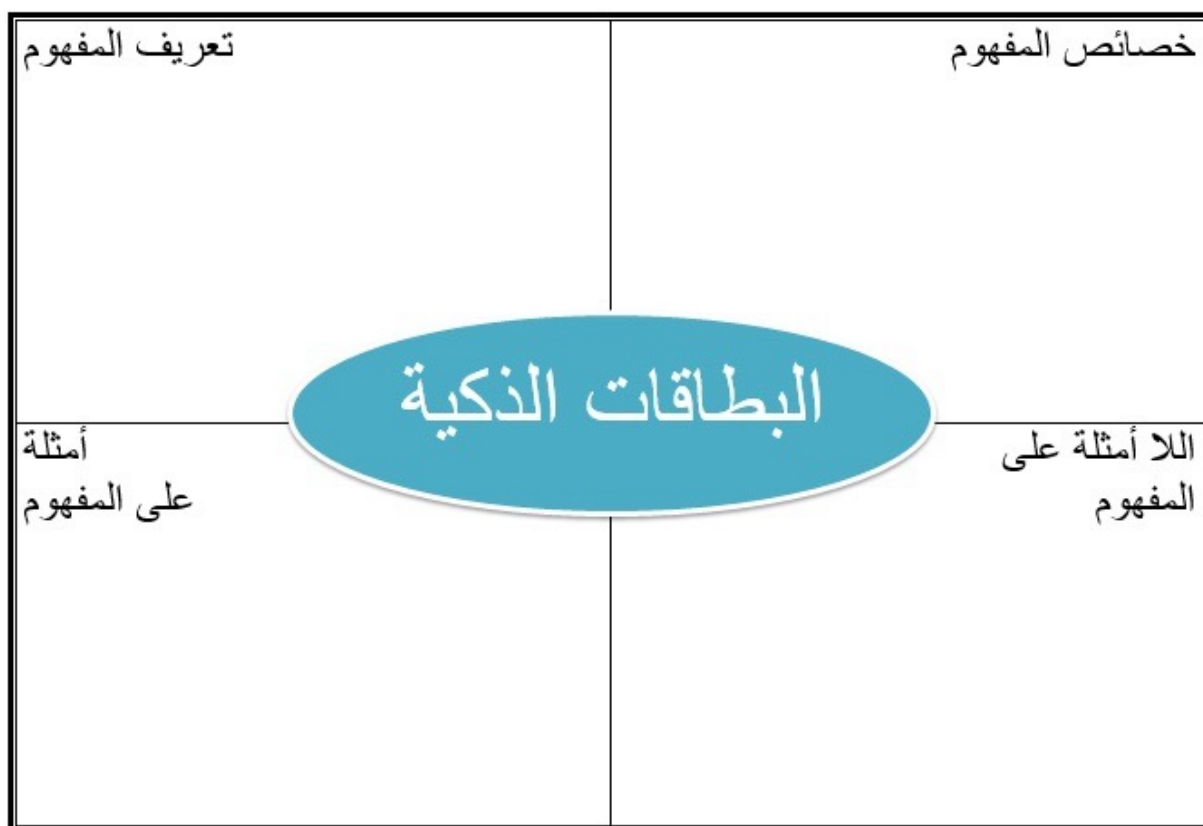 خصائص المفهوم
تعريف المفهوم
البطاقات الذكية
اللا أمثلة على
المفهوم
أمثلة
على المفهوم